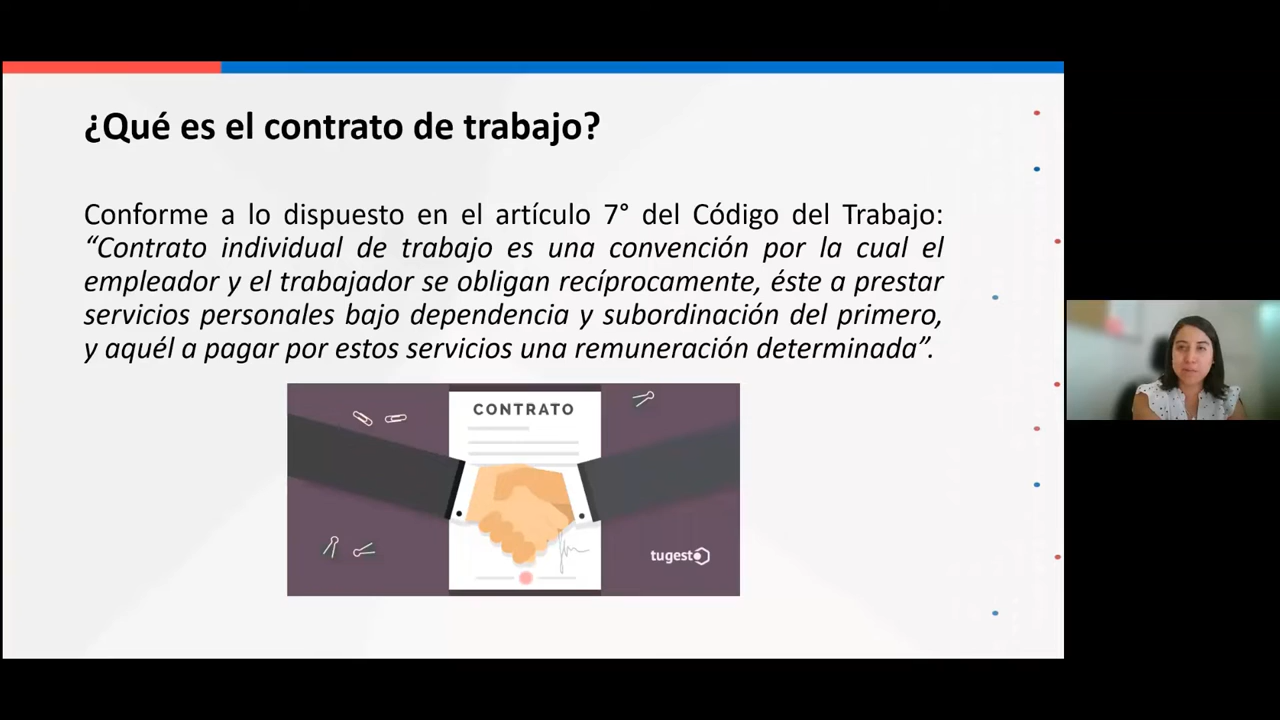 ¿Qué es el contrato de trabajo?
Conforme a lo dispuesto en el artículo 7° del Código del Trabajo:
“Contrato individual de trabajo es una convención por la cual el
empleador y el trabajador se obligan recíprocamente, éste a prestar
servicios personales bajo dependencia y subordinación del primero,
y aquél a pagar por estos servicios una remuneración determinada”.
CONTRATO
tugesto